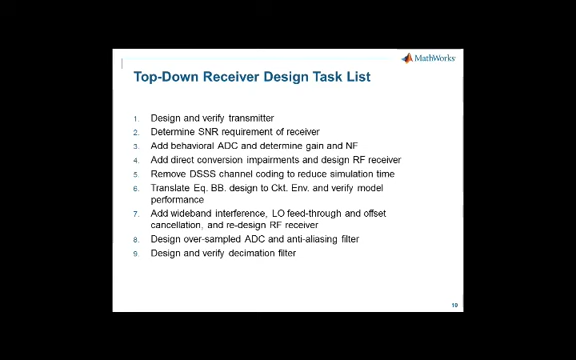 MathWorks
Top-Down Receiver Design Task List
1. Design and verify transmitter
2. Determine SNR requirement of receiver
3. Add behavioral ADC and determine gain and NF
4. Add direct conversion impairments and design RF receiver
5. Remove DSSS channel coding to reduce simulation time
6. Translate Eq. BB. design to Ckt. Env. and verify model
performance
7. Add wideband interference, LO feed-through and offset
cancellation, and re-design RF receiver
8. Design over-sampled ADC and anti-aliasing filter
9. Design and verify decimation filter
19